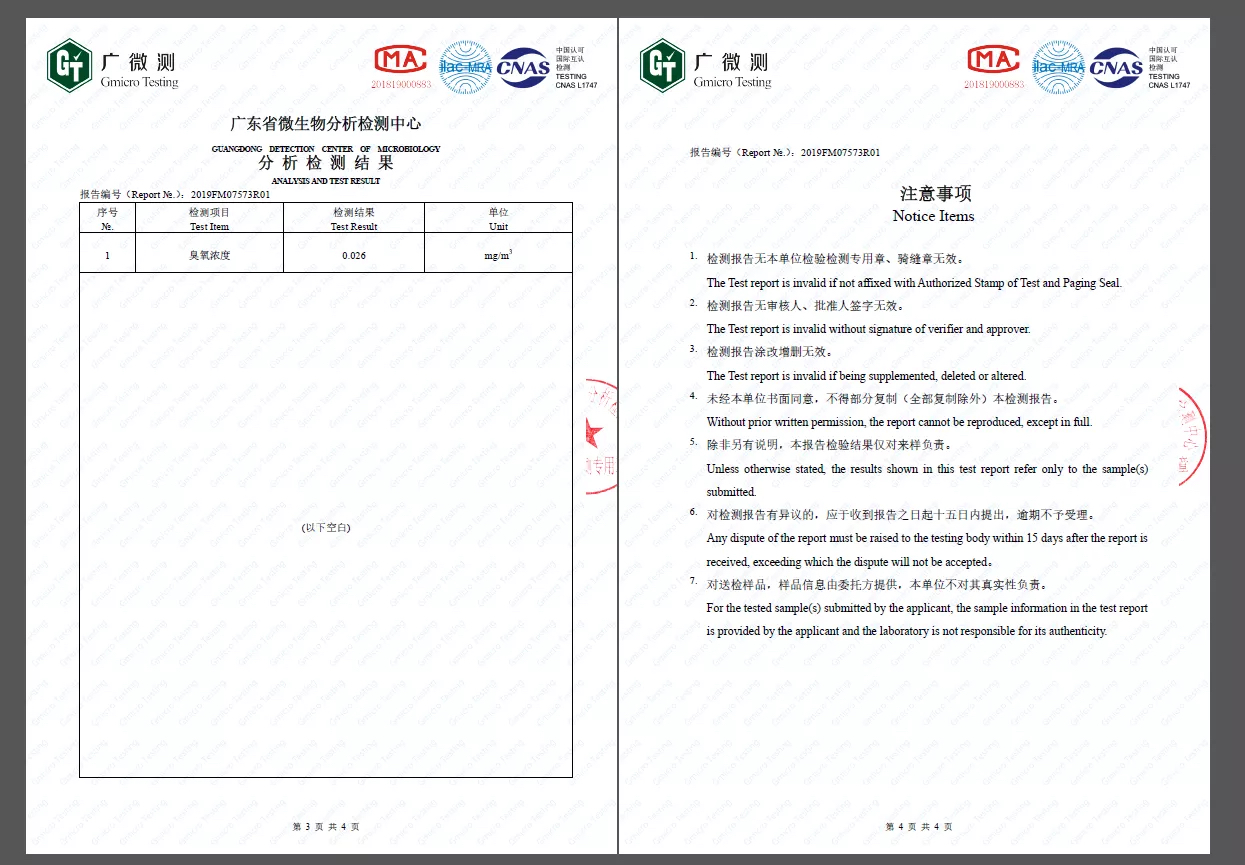 广 微 测
Gmicro Testing
MA
201819000883
ilac-MRA
CNAS
中国认可
国际互认
检测
TESTING
CNAS L1747
广东省微生物分析检测中心
GUANGDONG DETECTION CENTER OF MICROBIOLOGY
分 析 检 测 结 果
ANALYSIS AND TEST RESULT
报告编号（Report №.）：2019FM07573R01
序号 检测项目 检测结果 单位
№. Test Item Test Result Unit
1 臭氧浓度 0.026 mg/m³
(以下空白)
第 3 页 共 4 页
广 微 测
Gmicro Testing
MA
201819000883
ilac-MRA
CNAS
中国认可
国际互认
检测
TESTING
CNAS L1747
报告编号（Report №.）：2019FM07573R01
注意事项
Notice Items
1. 检测报告无本单位检验检测专用章、骑缝章无效。
The Test report is invalid if not affixed with Authorized Stamp of Test and Paging Seal.
2. 检测报告无审核人、批准人签字无效。
The Test report is invalid without signature of verifier and approver.
3. 检测报告涂改增删无效。
The Test report is invalid if being supplemented, deleted or altered.
4. 未经本单位书面同意，不得部分复制（全部复制除外）本检测报告。
Without prior written permission, the report cannot be reproduced, except in full.
5. 除非另有说明，本报告检验结果仅对来样负责。
Unless otherwise stated, the results shown in this test report refer only to the sample(s)
submitted.
6. 对检测报告有异议的，应于收到报告之日起十五日内提出，逾期不予受理。
Any dispute of the report must be raised to the testing body within 15 days after the report is
received, exceeding which the dispute will not be accepted。
7. 对送检样品，样品信息由委托方提供，本单位不对其真实性负责。
For the tested sample(s) submitted by the applicant, the sample information in the test report
is provided by the applicant and the laboratory is not responsible for its authenticity.
第 4 页 共 4 页